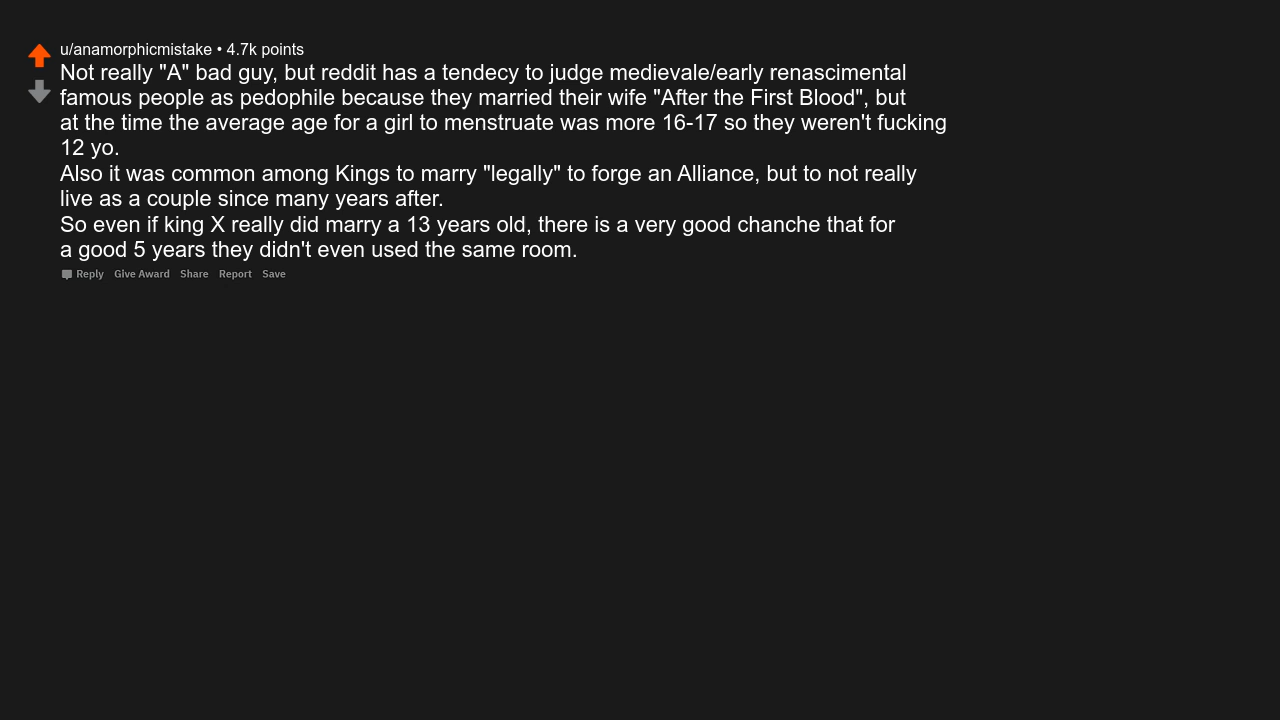 u/anamorphicmistake • 4.7k points
Not really "A" bad guy, but reddit has a tendecy to judge medievale/early renascimental
famous people as pedophile because they married their wife "After the First Blood", but
at the time the average age for a girl to menstruate was more 16-17 so they weren't fucking
12 yo.
Also it was common among Kings to marry "legally" to forge an Alliance, but to not really
live as a couple since many years after.
So even if king X really did marry a 13 years old, there is a very good chanche that for
a good 5 years they didn't even used the same room.
Reply Give Award Share Report Save